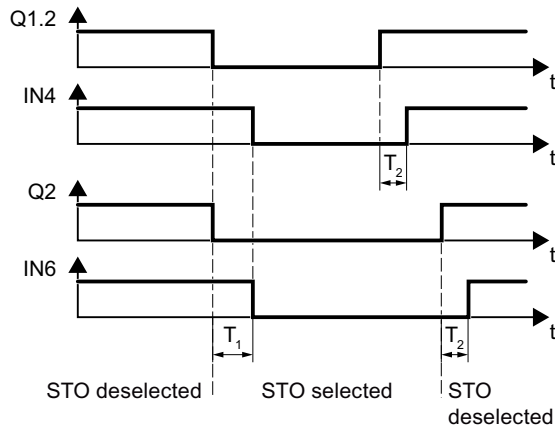 Q1.2
t
IN4
t
T2
Q2
t
IN6
t
T1
T2
STO deselected
STO selected
STO
deselected